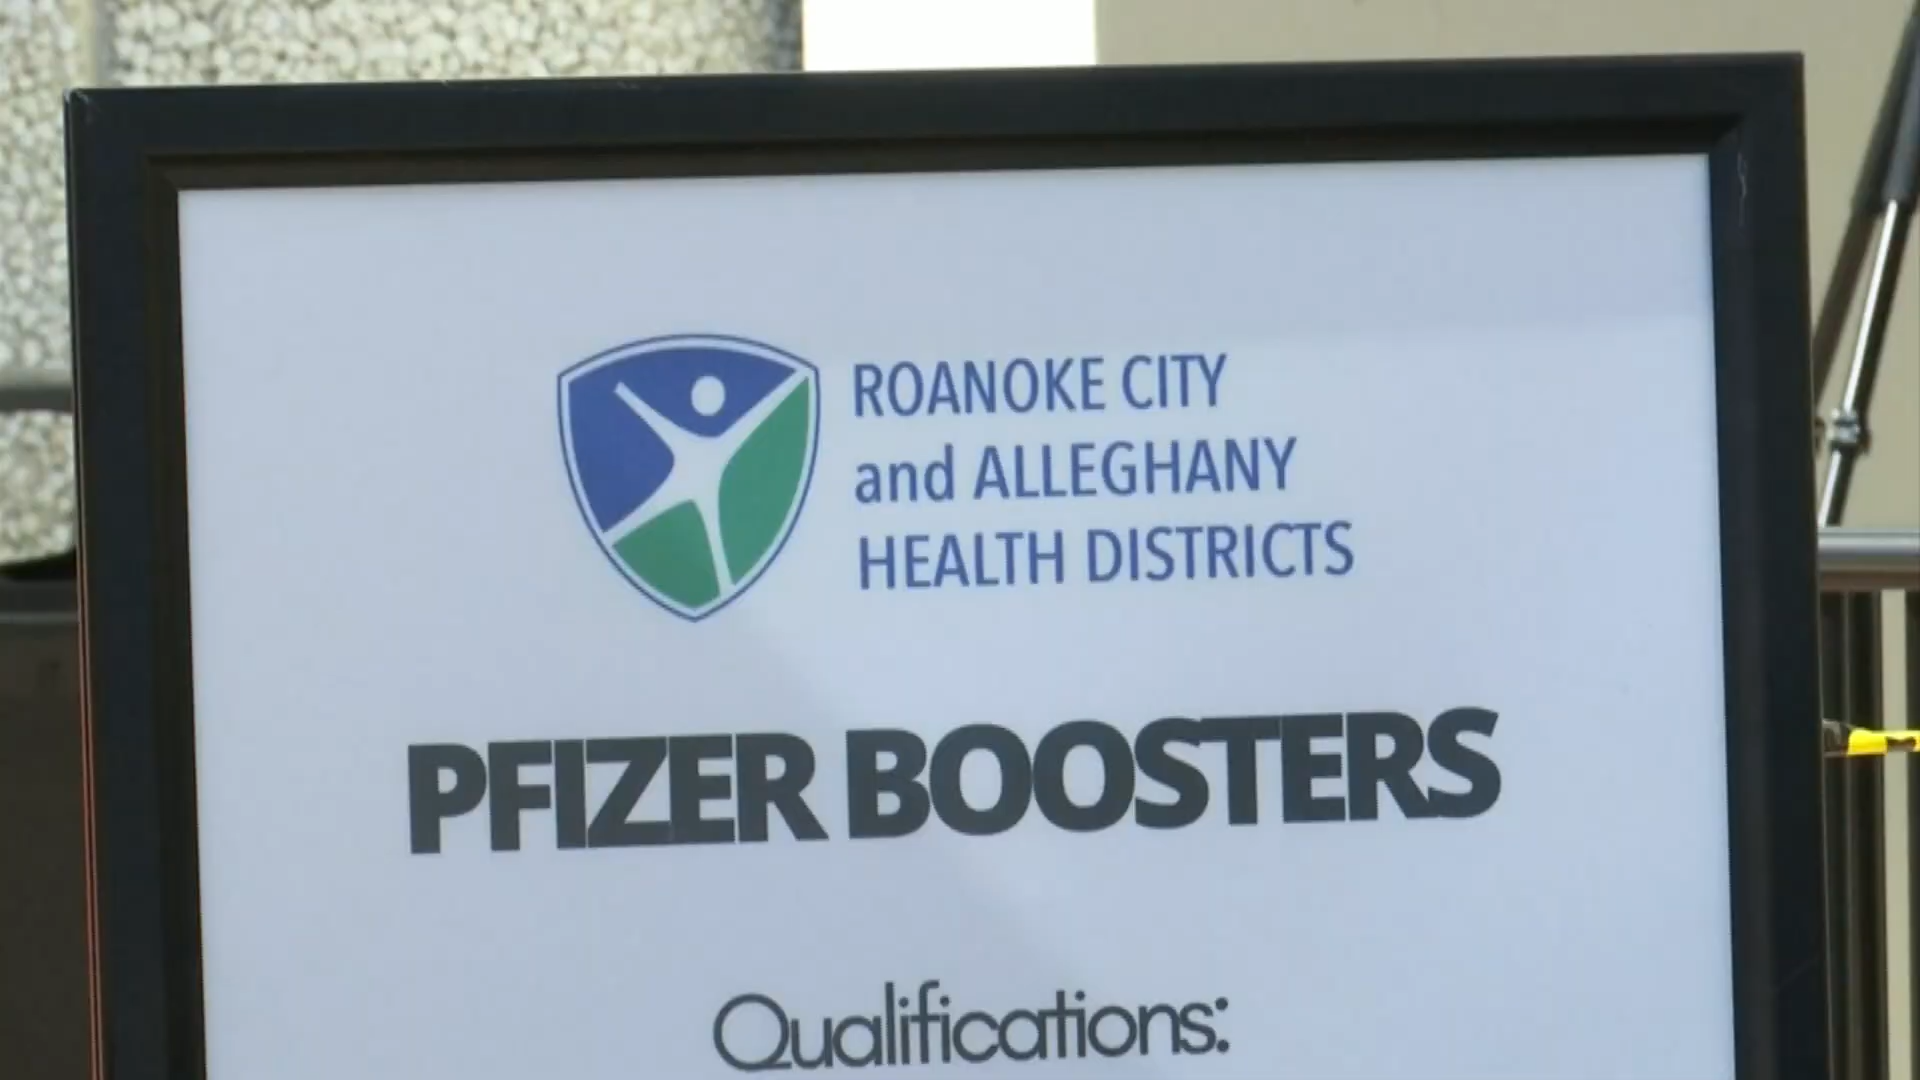 ROANOKE CITY
and ALLEGHANY
HEALTH DISTRICTS
PFIZER BOOSTERS
Qualifications: